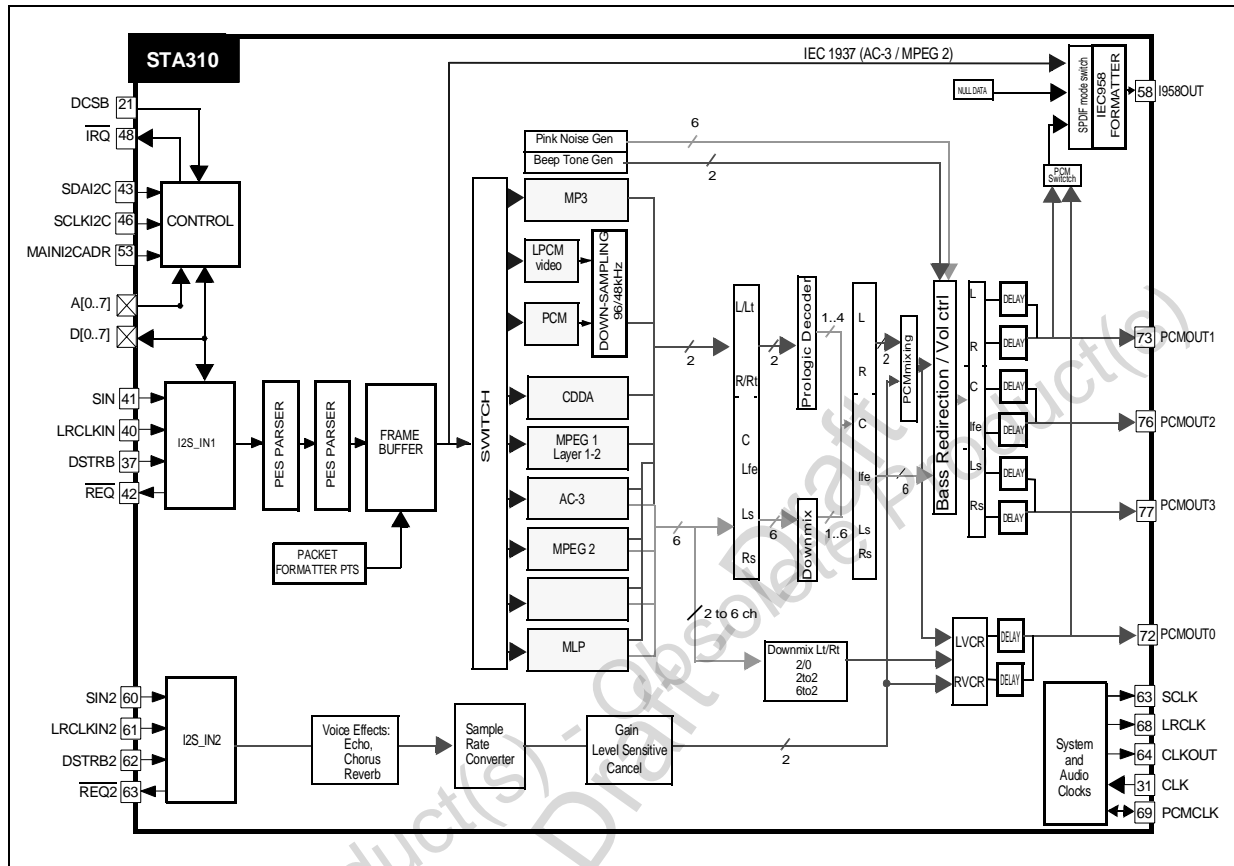 STA310
IEC 1937 (AC-3 / MPEG 2)
DCSB 21
IRQ 48
SDAI2C 43
SCLKI2C 46
MAINI2CADR 53
A[0..7]
D[0..7]
CONTROL
SIN 41
LRCLKIN 40
DSTRB 37
REQ 42
I2S_IN1
PES PARSER
PES PARSER
FRAME
BUFFER
PACKET
FORMATTER PTS
SWITCH
Pink Noise Gen
Beep Tone Gen
6
2
MP3
LPCM
video
PCM
DOWN-SAMPLING
96/48kHz
CDDA
MPEG 1
Layer 1-2
AC-3
MPEG 2
MLP
2
6
2 to 6 ch
L/Lt
R/Rt
C
Lfe
Ls
Rs
2
6
Prologic Decoder
Downmix
1..4
1..6
L
R
C
lfe
Ls
Rs
2
6
PCMmixing
Bass Redirection / Vol ctrl
L
R
C
lfe
Ls
Rs
DELAY
DELAY
DELAY
DELAY
DELAY
DELAY
NULL DATA
SPDIF mode switch
IEC958
FORMATTER
58 I958OUT
PCM
Switctch
73 PCMOUT1
76 PCMOUT2
77 PCMOUT3
Downmix Lt/Rt
2/0
2to2
6to2
LVCR
RVCR
DELAY
DELAY
72 PCMOUT0
SIN2 60
LRCLKIN2 61
DSTRB2 62
REQ2 63
I2S_IN2
Voice Effects:
Echo,
Chorus
Reverb
Sample
Rate
Converter
Gain
Level Sensitive
Cancel
2
System
and
Audio
Clocks
63 SCLK
68 LRCLK
64 CLKOUT
31 CLK
69 PCMCLK
duct(s) - Obsolete Product(s)
Draft Draft